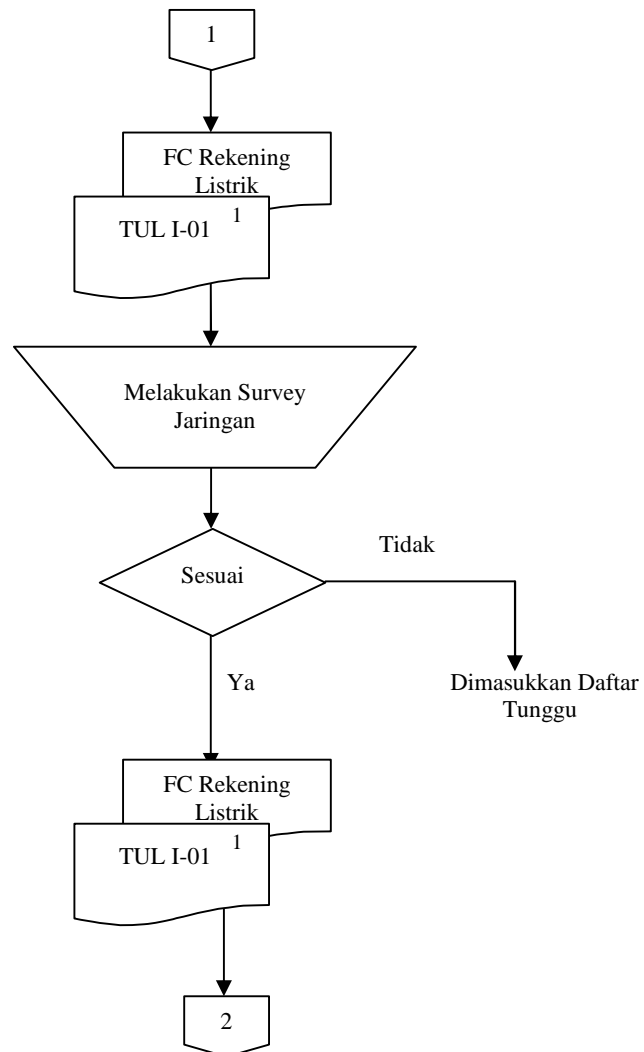 1
FC Rekening
Listrik
TUL I-01 1
Melakukan Survey
Jaringan
Sesuai
Tidak
Ya
Dimasukkan Daftar
Tunggu
FC Rekening
Listrik
TUL I-01 1
2